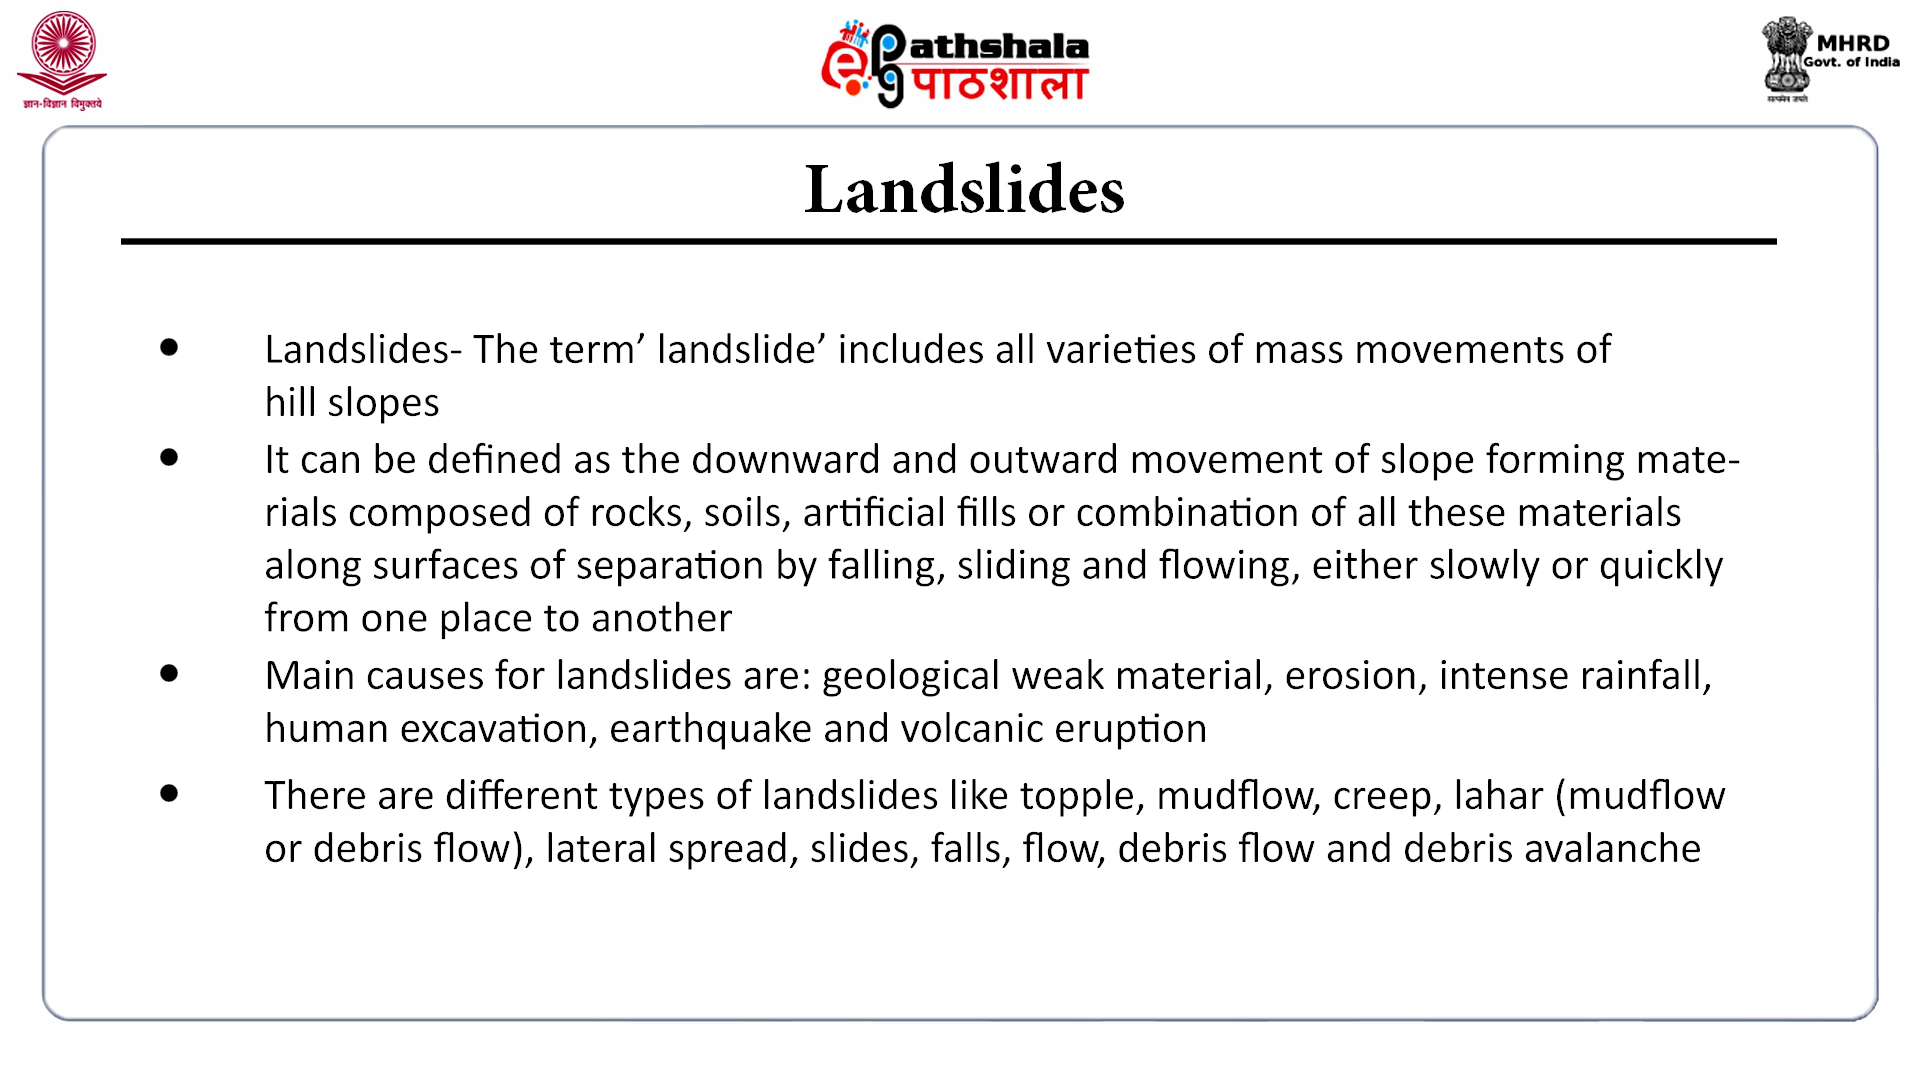 ज्ञान-विज्ञान विमुक्तये
e Pathshala
पाठशाला
MHRD
Govt. of India
सत्यमेव जयते
Landslides
• Landslides- The term’ landslide’ includes all varieties of mass movements of
hill slopes
• It can be defined as the downward and outward movement of slope forming mate-
rials composed of rocks, soils, artificial fills or combination of all these materials
along surfaces of separation by falling, sliding and flowing, either slowly or quickly
from one place to another
• Main causes for landslides are: geological weak material, erosion, intense rainfall,
human excavation, earthquake and volcanic eruption
• There are different types of landslides like topple, mudflow, creep, lahar (mudflow
or debris flow), lateral spread, slides, falls, flow, debris flow and debris avalanche